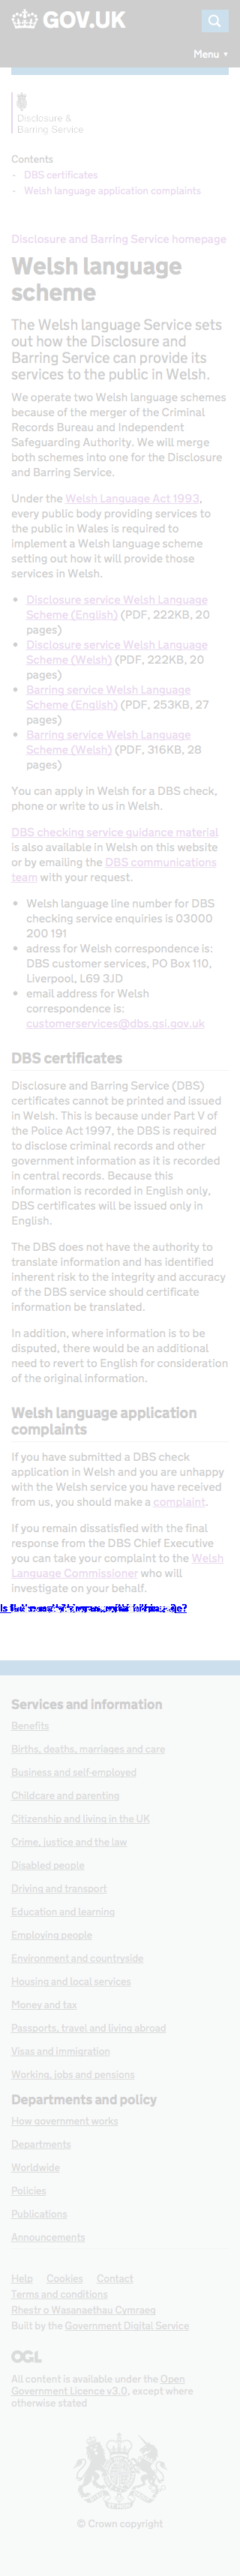 GOV.UK
Menu ▼
Disclosure &
Barring Service
Contents
- DBS certificates
- Welsh language application complaints
Disclosure and Barring Service homepage
Welsh language
scheme
The Welsh language Service sets
out how the Disclosure and
Barring Service can provide its
services to the public in Welsh.
We operate two Welsh language schemes
because of the merger of the Criminal
Records Bureau and Independent
Safeguarding Authority. We will merge
both schemes into one for the Disclosure
and Barring Service.
Under the Welsh Language Act 1993,
every public body providing services to
the public in Wales is required to
implement a Welsh language scheme
setting out how it will provide those
services in Welsh.
• Disclosure service Welsh Language
Scheme (English) (PDF, 222KB, 20
pages)
• Disclosure service Welsh Language
Scheme (Welsh) (PDF, 222KB, 20
pages)
• Barring service Welsh Language
Scheme (English) (PDF, 253KB, 27
pages)
• Barring service Welsh Language
Scheme (Welsh) (PDF, 316KB, 28
pages)
You can apply in Welsh for a DBS check,
phone or write to us in Welsh.
DBS checking service guidance material
is also available in Welsh on this website
or by emailing the DBS communications
team with your request.
• Welsh language line number for DBS
checking service enquiries is 03000
200 191
• adress for Welsh correspondence is:
DBS customer services, PO Box 110,
Liverpool, L69 3JD
• email address for Welsh
correspondence is:
customerservices@dbs.gsi.gov.uk
DBS certificates
Disclosure and Barring Service (DBS)
certificates cannot be printed and issued
in Welsh. This is because under Part V of
the Police Act 1997, the DBS is required
to disclose criminal records and other
government information as it is recorded
in central records. Because this
information is recorded in English only,
DBS certificates will be issued only in
English.
The DBS does not have the authority to
translate information and has identified
inherent risk to the integrity and accuracy
of the DBS service should certificate
information be translated.
In addition, where information is to be
disputed, there would be an additional
need to revert to English for consideration
of the original information.
Welsh language application
complaints
If you have submitted a DBS check
application in Welsh and you are unhappy
with the Welsh service you have received
from us, you should make a complaint.
If you remain dissatisfied with the final
response from the DBS Chief Executive
you can take your complaint to the Welsh
Language Commissioner who will
investigate on your behalf.
Services and information
Benefits
Births, deaths, marriages and care
Business and self-employed
Childcare and parenting
Citizenship and living in the UK
Crime, justice and the law
Disabled people
Driving and transport
Education and learning
Employing people
Environment and countryside
Housing and local services
Money and tax
Passports, travel and living abroad
Visas and immigration
Working, jobs and pensions
Departments and policy
How government works
Departments
Worldwide
Policies
Publications
Announcements
Help Cookies Contact
Terms and conditions
Rhestr o Wasanaethau Cymraeg
Built by the Government Digital Service
OGL
All content is available under the Open
Government Licence v3.0, except where
otherwise stated
© Crown copyright